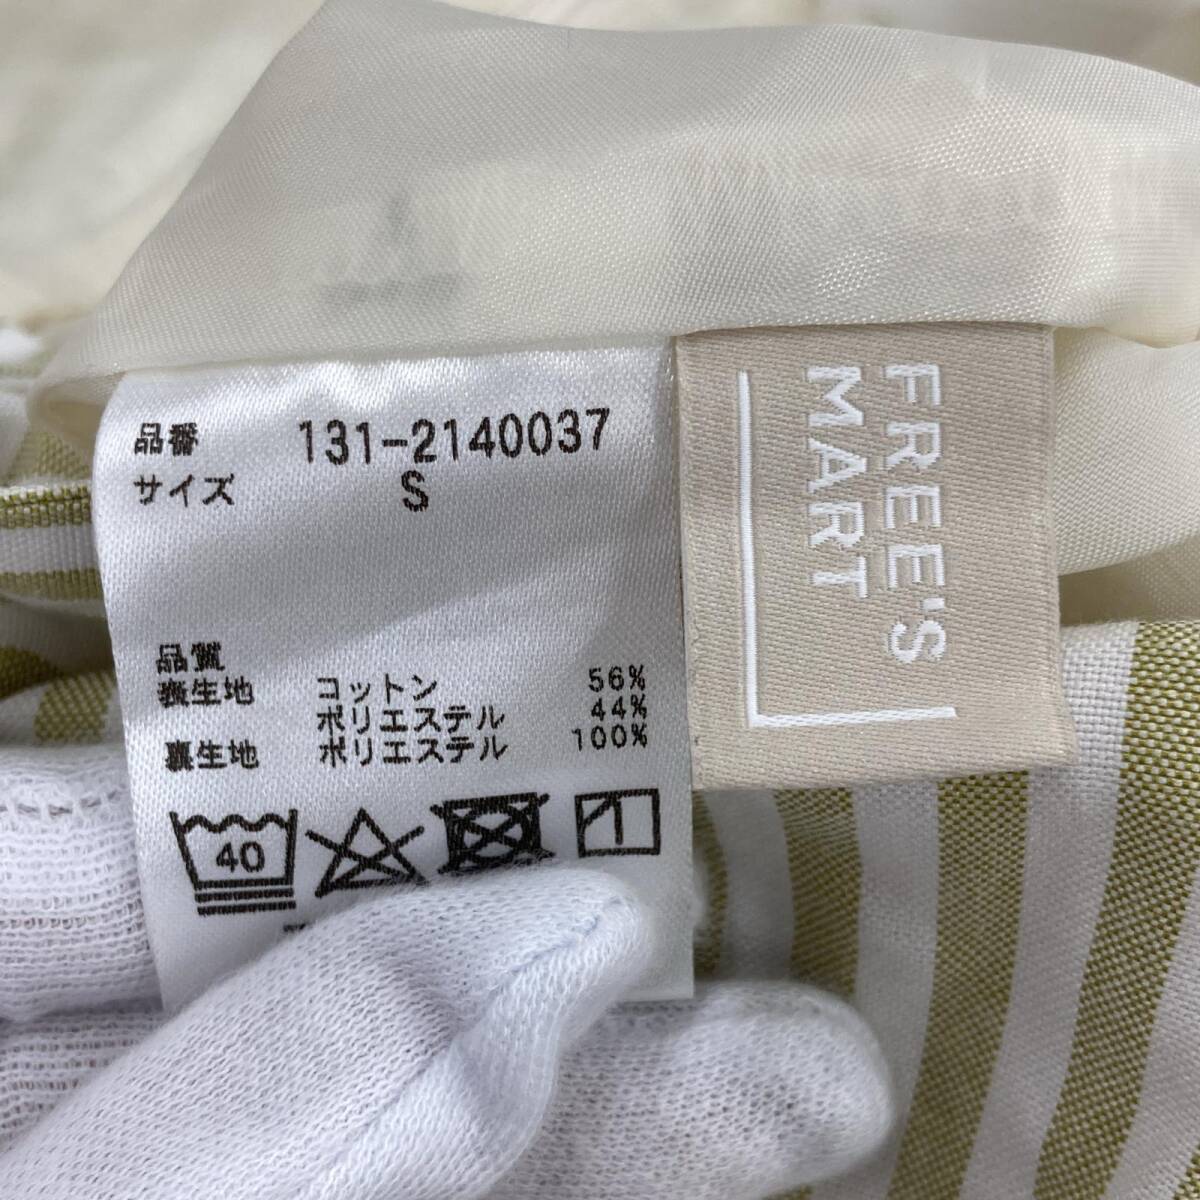 品番 131-2140037
サイズ S
品質
表生地 コットン 56%
ポリエステル 44%
裏生地 ポリエステル 100%
40
FREE'S
MART